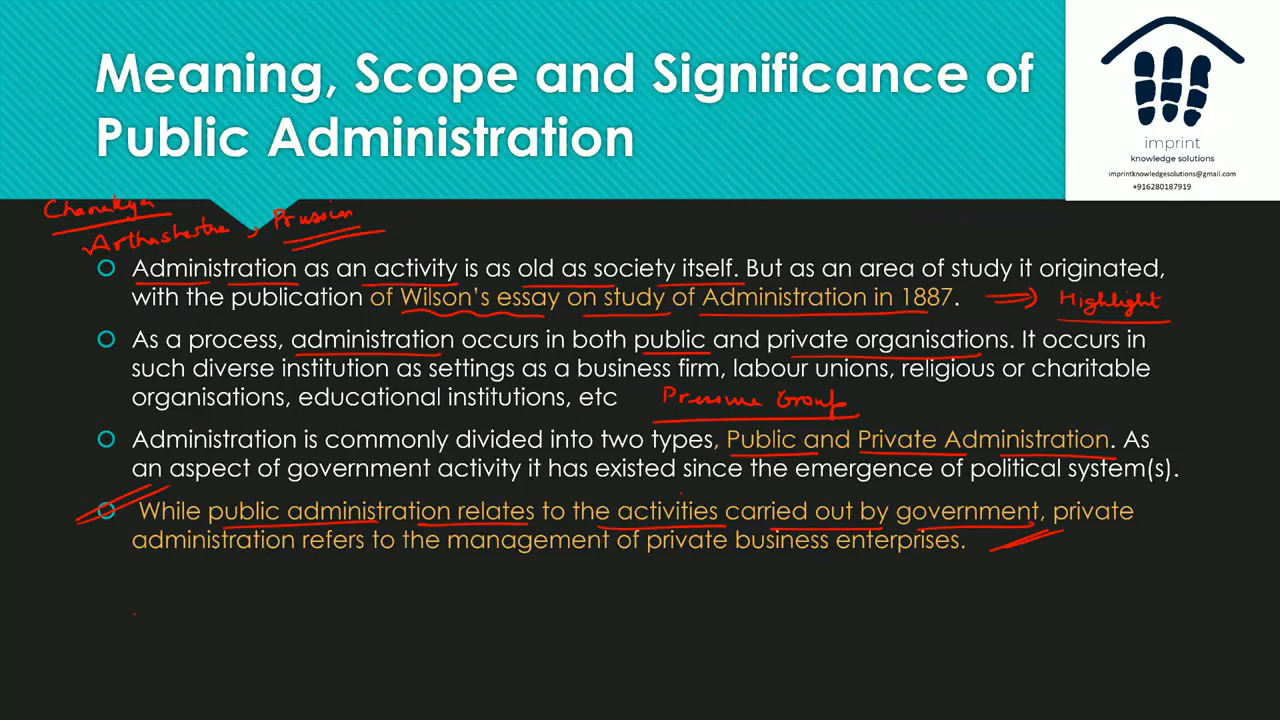 Meaning, Scope and Significance of
Public Administration
imprint
knowledge solutions
imprintknowledgesolutions@gmail.com
+916280187919
Chanakya
Arthashastra, Prussian
Administration as an activity is as old as society itself. But as an area of study it originated,
with the publication of Wilson's essay on study of Administration in 1887. ⇒ Highlight
As a process, administration occurs in both public and private organisations. It occurs in
such diverse institution as settings as a business firm, labour unions, religious or charitable
organisations, educational institutions, etc Pressure Group
Administration is commonly divided into two types, Public and Private Administration. As
an aspect of government activity it has existed since the emergence of political system(s).
While public administration relates to the activities carried out by government, private
administration refers to the management of private business enterprises.